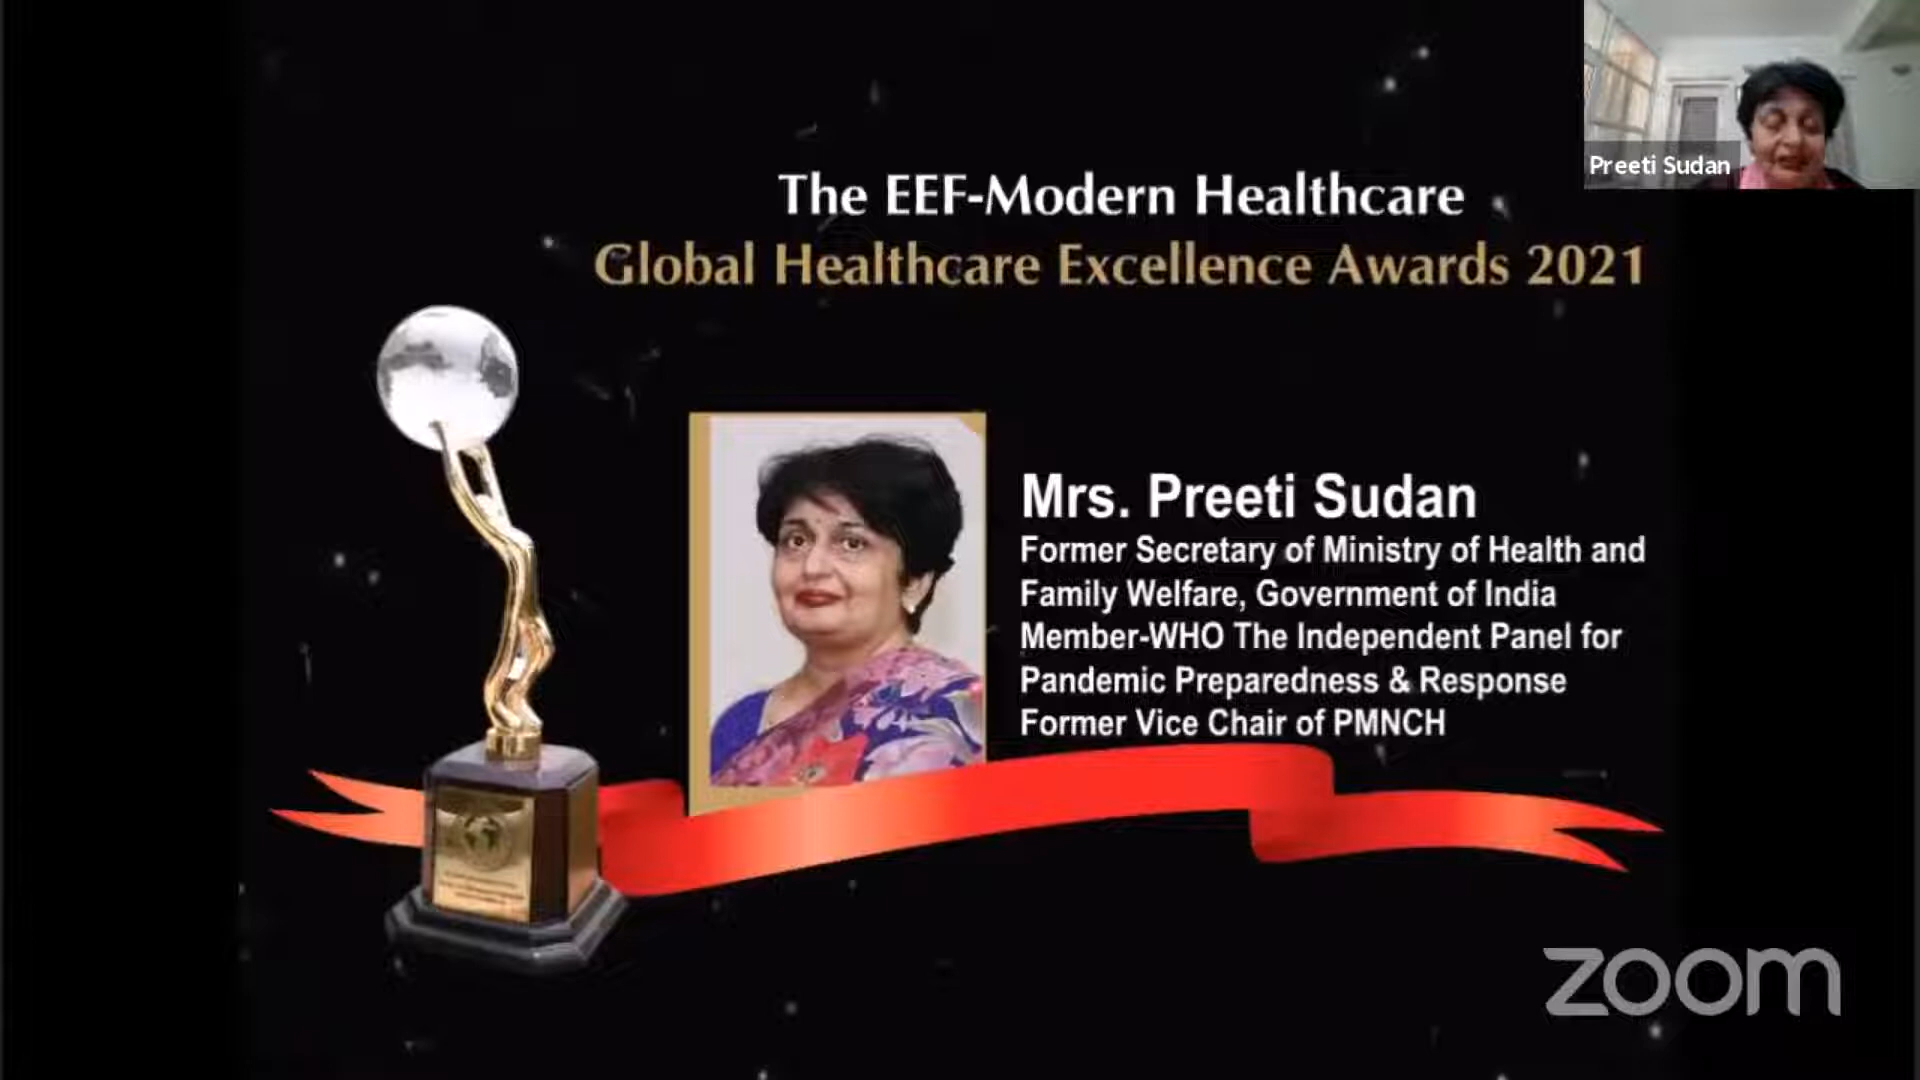 Preeti Sudan
The EEF-Modern Healthcare
Global Healthcare Excellence Awards 2021
Mrs. Preeti Sudan
Former Secretary of Ministry of Health and
Family Welfare, Government of India
Member-WHO The Independent Panel for
Pandemic Preparedness & Response
Former Vice Chair of PMNCH
zoom